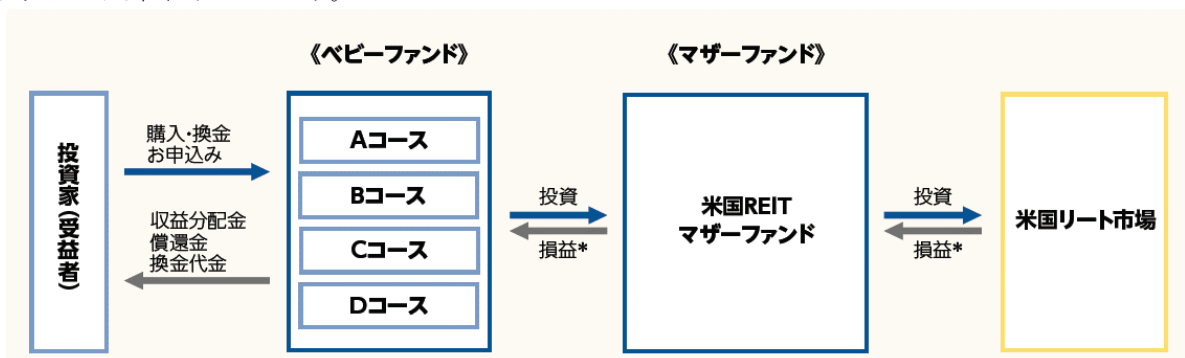 《ベビーファンド》
《マザーファンド》
投資家(受益者)
購入・換金
お申込み
収益分配金
償還金
換金代金
Aコース
Bコース
Cコース
Dコース
投資
損益*
米国REIT
マザーファンド
投資
損益*
米国リート市場